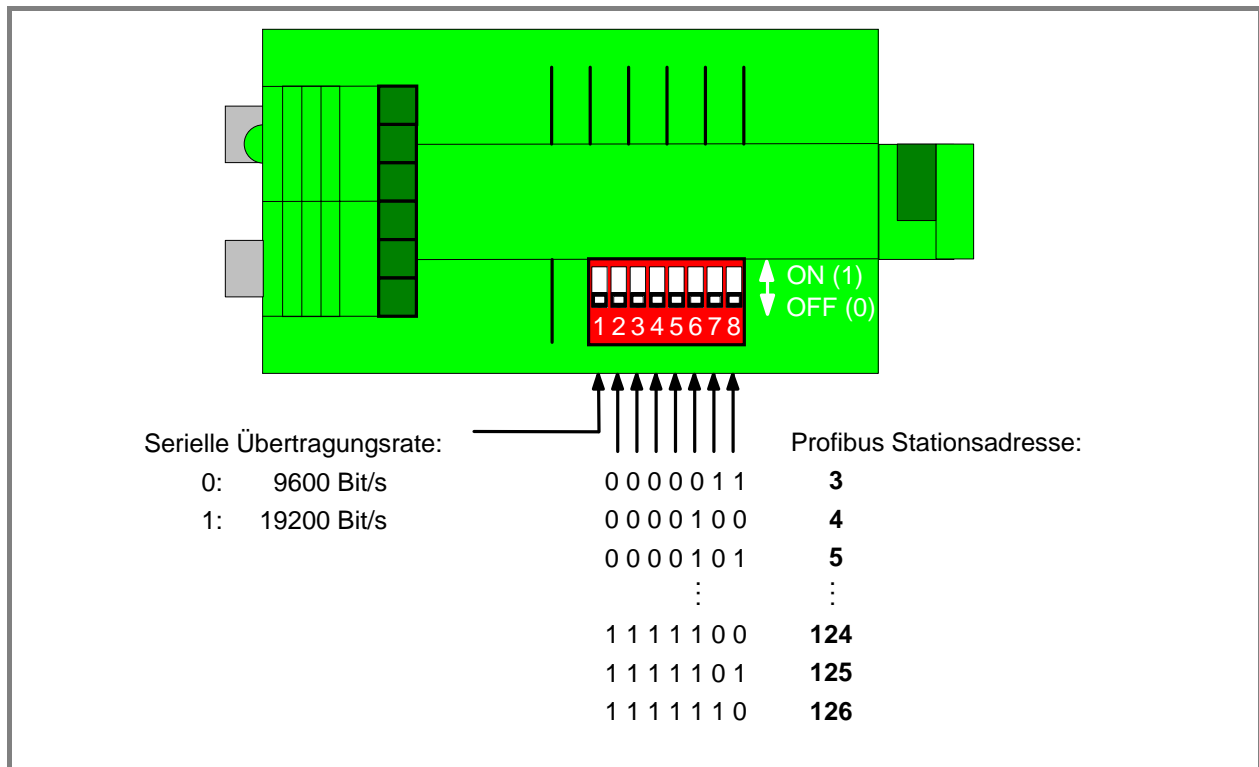 ON (1)
OFF (0)
1 2 3 4 5 6 7 8
Serielle Übertragungsrate:
0: 9600 Bit/s
1: 19200 Bit/s
Profibus Stationsadresse:
0 0 0 0 0 1 1 3
0 0 0 0 1 0 0 4
0 0 0 0 1 0 1 5
⋮ ⋮
1 1 1 1 1 0 0 124
1 1 1 1 1 0 1 125
1 1 1 1 1 1 0 126